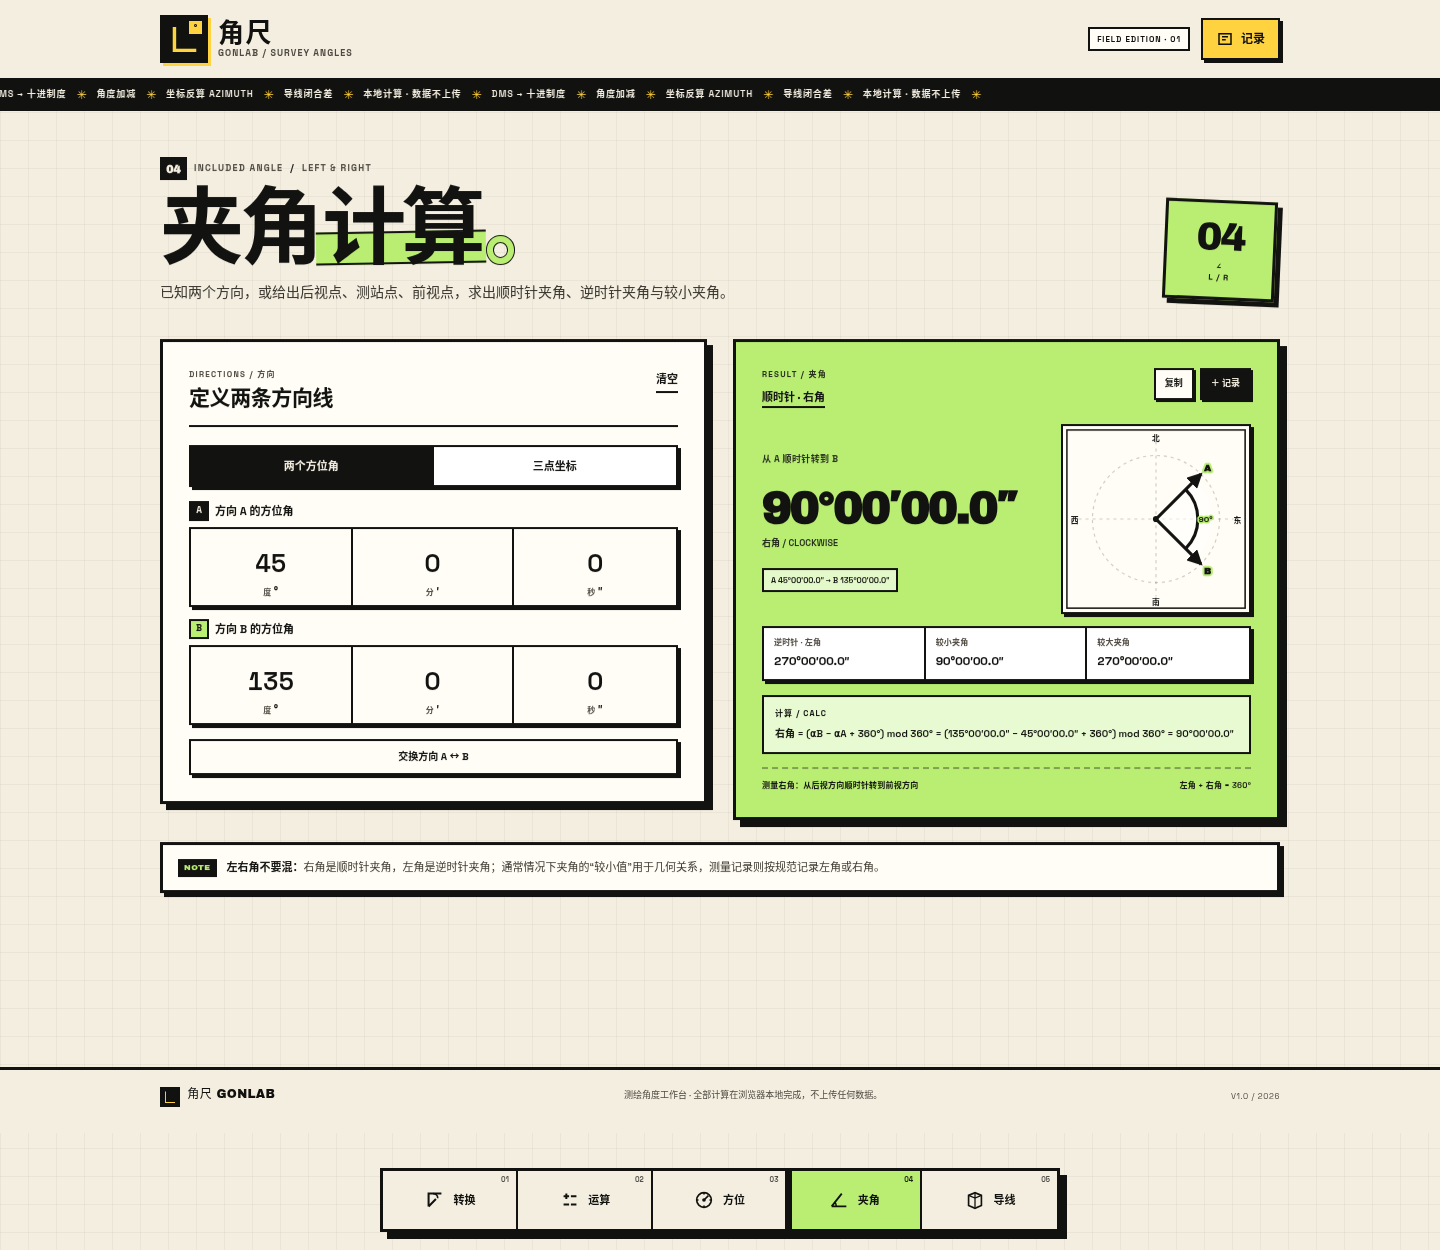 角尺
GONLAB / SURVEY ANGLES
FIELD EDITION · 01
记录
MS → 十进制度 ✳ 角度加减 ✳ 坐标反算 AZIMUTH ✳ 导线闭合差 ✳ 本地计算 · 数据不上传 ✳ DMS → 十进制度 ✳ 角度加减 ✳ 坐标反算 AZIMUTH ✳ 导线闭合差 ✳ 本地计算 · 数据不上传 ✳
04 INCLUDED ANGLE / LEFT & RIGHT
夹角计算。
已知两个方向，或给出后视点、测站点、前视点，求出顺时针夹角、逆时针夹角与较小夹角。
04
∠
L / R
DIRECTIONS / 方向
定义两条方向线
清空
两个方位角
三点坐标
A 方向 A 的方位角
45
0
0
度 °
分 ′
秒 ″
B 方向 B 的方位角
135
0
0
度 °
分 ′
秒 ″
交换方向 A ↔ B
RESULT / 夹角
顺时针 · 右角
复制
＋ 记录
从 A 顺时针转到 B
90°00′00.0″
右角 / CLOCKWISE
A 45°00′00.0″ → B 135°00′00.0″
北
A
西
90°
东
B
南
逆时针 · 左角
270°00′00.0″
较小夹角
90°00′00.0″
较大夹角
270°00′00.0″
计算 / CALC
右角 = (αB − αA + 360°) mod 360° = (135°00′00.0″ − 45°00′00.0″ + 360°) mod 360° = 90°00′00.0″
测量右角：从后视方向顺时针转到前视方向
左角 + 右角 = 360°
NOTE 左右角不要混：右角是顺时针夹角，左角是逆时针夹角；通常情况下夹角的“较小值”用于几何关系，测量记录则按规范记录左角或右角。
角尺 GONLAB
测绘角度工作台 · 全部计算在浏览器本地完成，不上传任何数据。
V1.0 / 2026
转换 01
运算 02
方位 03
夹角 04
导线 05